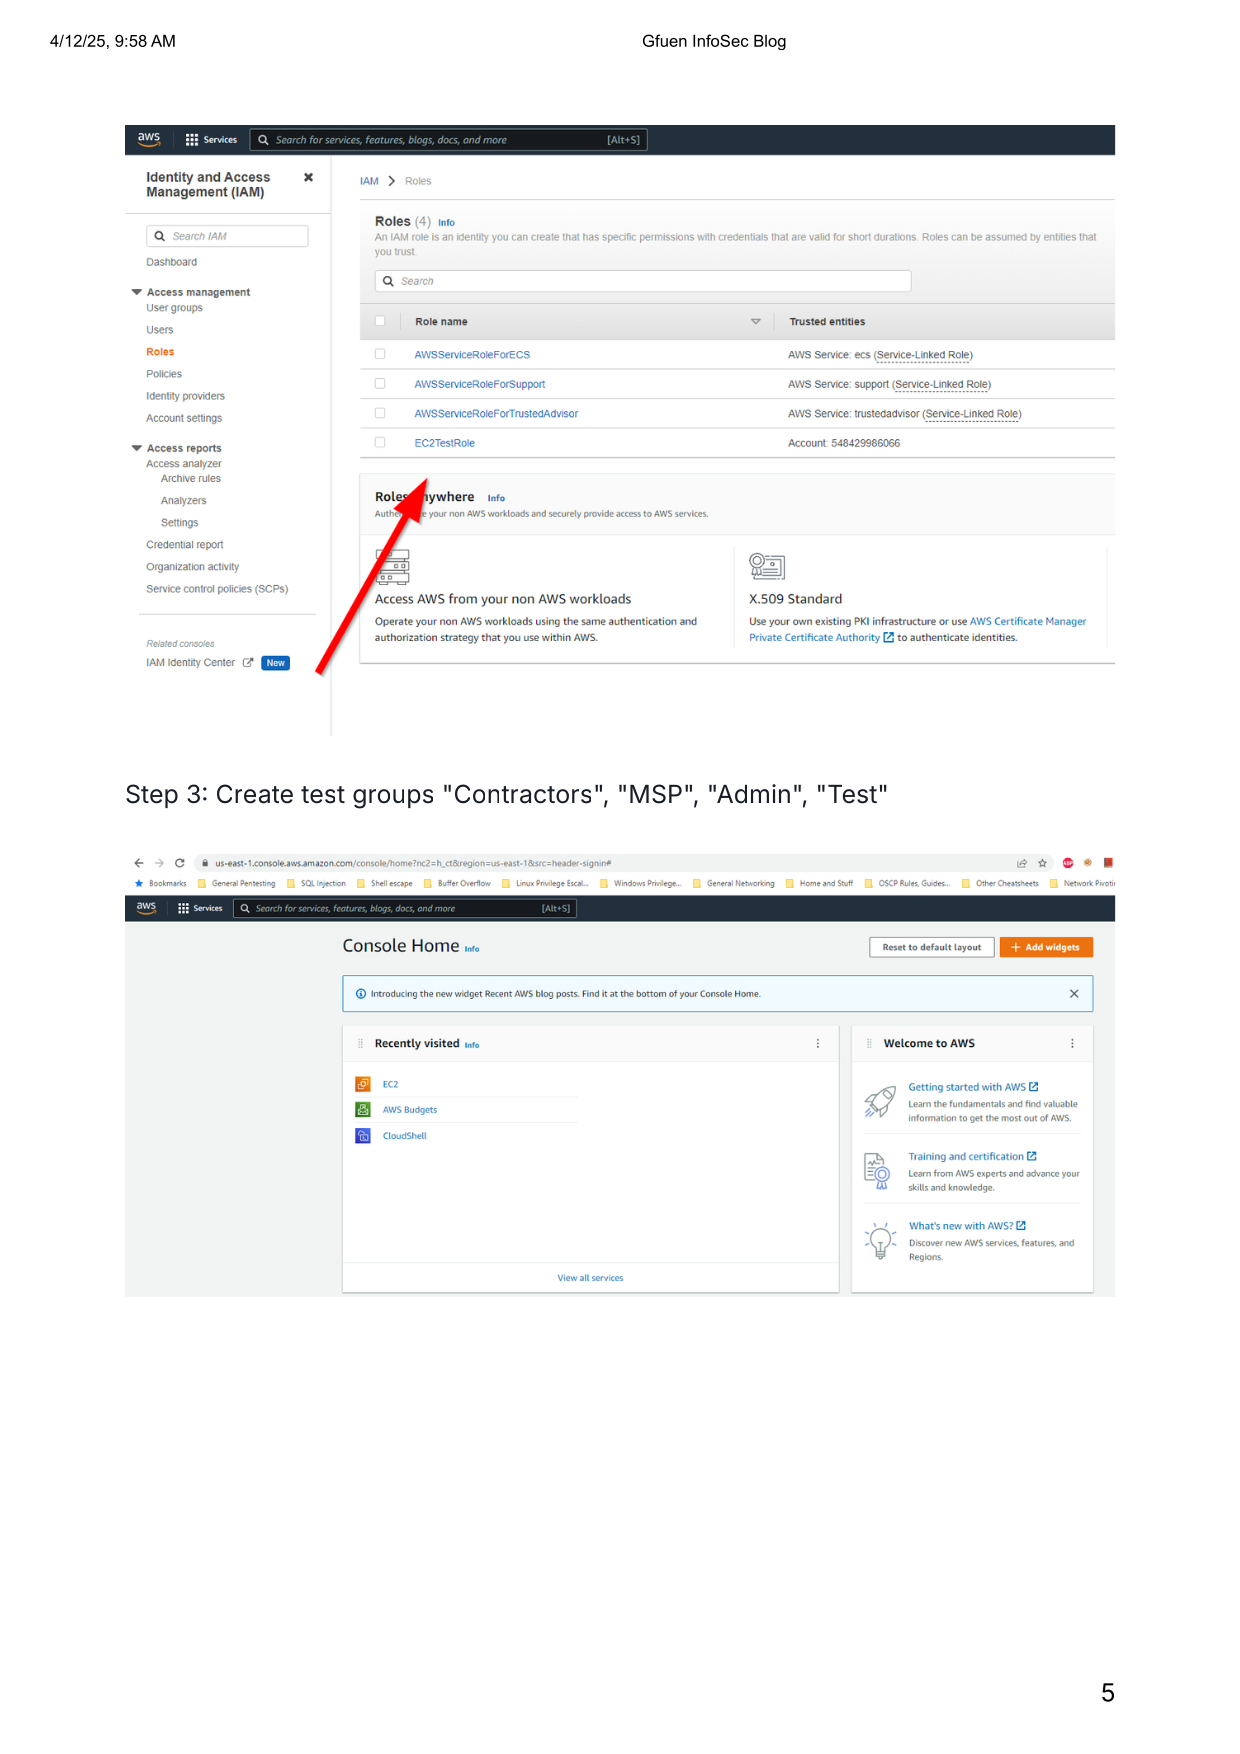 4/12/25, 9:58 AM
Gfuen InfoSec Blog
aws Services Search for services, features, blogs, docs, and more [Alt+S]
Identity and Access Management (IAM)
Search IAM
Dashboard
Access management
User groups
Users
Roles
Policies
Identity providers
Account settings
Access reports
Access analyzer
Archive rules
Analyzers
Settings
Credential report
Organization activity
Service control policies (SCPs)
Related consoles
IAM Identity Center New
IAM > Roles
Roles (4) Info
An IAM role is an identity you can create that has specific permissions with credentials that are valid for short durations. Roles can be assumed by entities that
you trust.
Search
Role name Trusted entities
AWSServiceRoleForECS AWS Service: ecs (Service-Linked Role)
AWSServiceRoleForSupport AWS Service: support (Service-Linked Role)
AWSServiceRoleForTrustedAdvisor AWS Service: trustedadvisor (Service-Linked Role)
EC2TestRole Account: 548429986066
Roles nywhere Info
your non AWS workloads and securely provide access to AWS services.
Access AWS from your non AWS workloads
Operate your non AWS workloads using the same authentication and
authorization strategy that you use within AWS.
X.509 Standard
Use your own existing PKI infrastructure or use AWS Certificate Manager
Private Certificate Authority to authenticate identities.
Step 3: Create test groups "Contractors", "MSP", "Admin", "Test"
us-east-1.console.aws.amazon.com/console/home?nc2=h_ct&region=us-east-1&src=header-signin#
ABP
Bookmarks General Pentesting SQL Injection Shell escape Buffer Overflow Linux Privilege Escal... Windows Privilege... General Networking Home and Stuff OSCP Rules, Guides... Other Cheatsheets Network Pivoti
aws Services Search for services, features, blogs, docs, and more [Alt+S]
Console Home Info
Reset to default layout + Add widgets
Introducing the new widget Recent AWS blog posts. Find it at the bottom of your Console Home.
Recently visited Info
EC2
AWS Budgets
CloudShell
View all services
Welcome to AWS
Getting started with AWS
Learn the fundamentals and find valuable
information to get the most out of AWS.
Training and certification
Learn from AWS experts and advance your
skills and knowledge.
What's new with AWS?
Discover new AWS services, features, and
Regions.
5